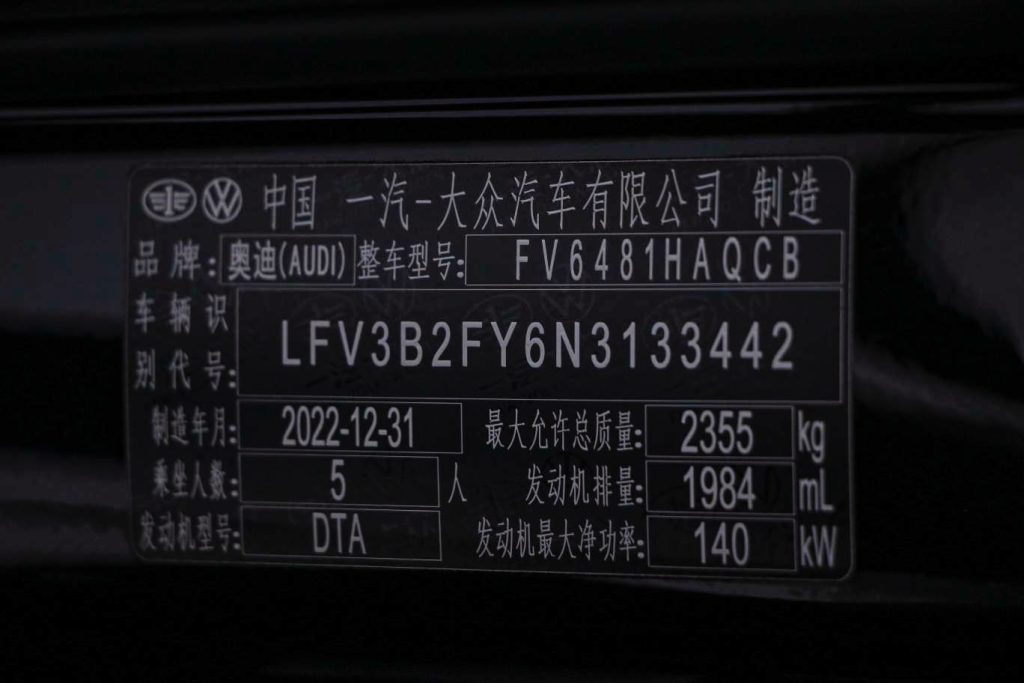 中国 一汽-大众汽车有限公司 制造
品牌: 奥迪(AUDI) 整车型号: FV6481HAQCB
车辆识别代号: LFV3B2FY6N3133442
制造年月: 2022-12-31 最大允许总质量: 2355 kg
乘坐人数: 5 人 发动机排量: 1984 mL
发动机型号: DTA 发动机最大净功率: 140 kW